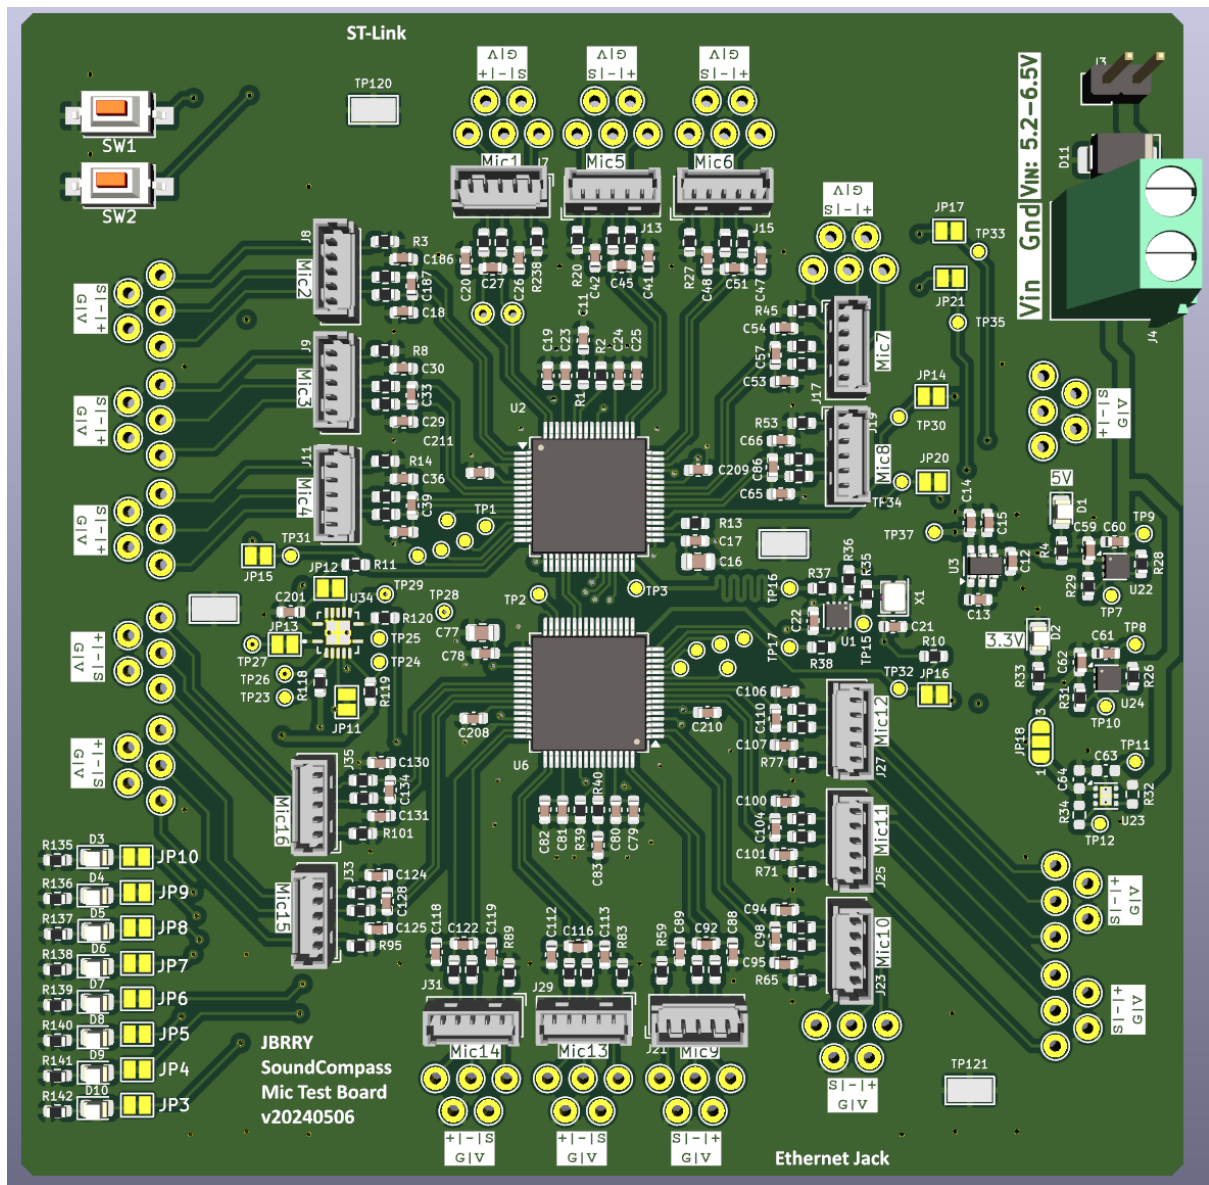 ST-Link
TP120
SW1
SW2
G|V
+|-|S
G|V
S|-|+
G|V
S|-|+
Mic1
J7
Mic5
J13
Mic6
J15
J3
D11
VIN: 5.2-6.5V
Vin Gnd
J4
G|V
S|-|+
JP17
TP33
JP21
TP35
J8
Mic2
R3
C186
C187
C18
S|-|+
G|V
C20
C27
C26
R238
R20
C42
C45
C41
R27
C48
C51
C47
J9
Mic3
R8
C30
C33
C29
C211
S|-|+
G|V
C19
C23
C11
R1
R2
C24
C25
U2
R45
C54
C57
C53
J17
Mic7
JP14
TP30
+|-|S
G|V
J11
Mic4
R14
C36
C39
S|-|+
G|V
TP31
JP15
R11
TP1
C209
R13
C17
C16
R53
C66
C86
C65
J19
Mic8
TP34
JP20
TP37
C14
C15
U3
C12
C13
5V
D1
R4
C59
C60
TP9
R28
U22
R29
TP7
JP12
U34
C201
JP13
TP29
R120
TP28
TP25
TP24
TP27
TP26
TP23
R118
R119
JP11
TP2
TP3
C77
C78
TP16
R37
R36
R35
X1
C22
U1
TP15
C21
TP17
R38
R10
TP32
JP16
3.3V
D2
R33
C62
C61
TP8
R26
U24
R31
TP10
+|-|S
G|V
+|-|S
G|V
C208
C210
U6
C106
C110
C107
R77
J27
Mic12
JP18
1
C63
TP11
C64
R34
R32
U23
TP12
J35
Mic16
C130
C134
C131
R101
C82
C81
R39
R40
C83
C80
C79
C100
C104
C101
R71
J25
Mic11
R135
D3
JP10
R136
D4
JP9
R137
D5
JP8
R138
D6
JP7
R139
D7
JP6
R140
D8
JP5
R141
D9
JP4
R142
D10
JP3
J33
Mic15
C124
C128
C125
R95
C118
C122
C119
R89
C112
C116
C113
R83
R59
C89
C92
C88
C94
C98
C95
R65
J23
Mic10
S|-|+
G|V
S|-|+
G|V
J31
Mic14
J29
Mic13
J21
Mic9
JBRRY
SoundCompass
Mic Test Board
v20240506
+|-|S
G|V
+|-|S
G|V
S|-|+
G|V
S|-|+
G|V
TP121
Ethernet Jack